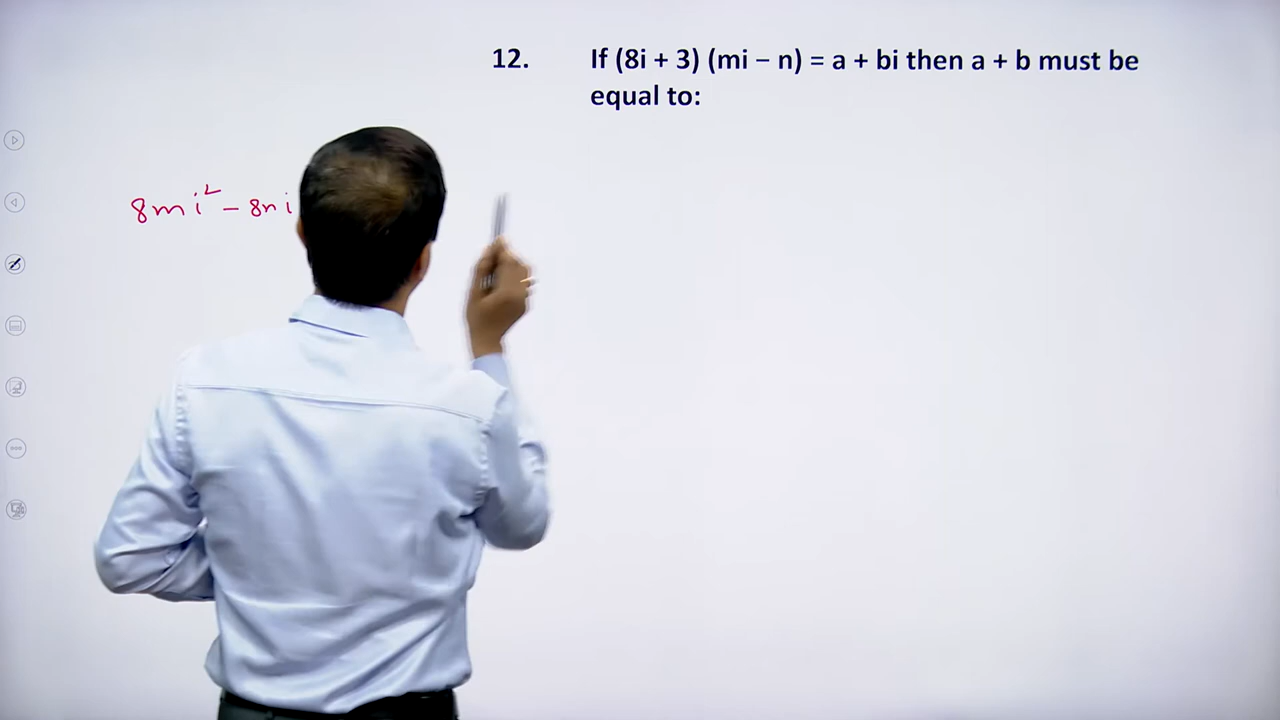 12. If (8i + 3) (mi − n) = a + bi then a + b must be
equal to:
8mi² − 8ni